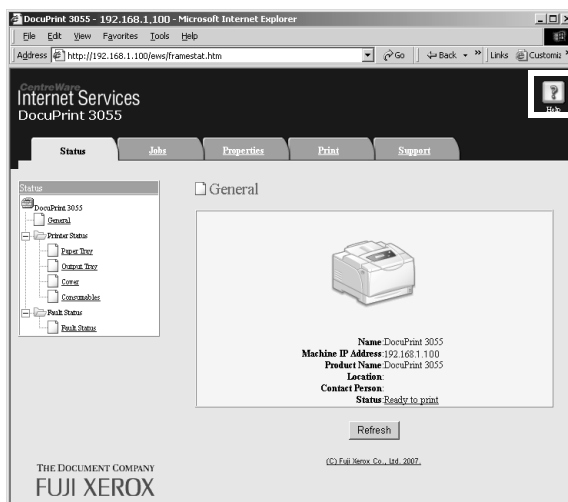 DocuPrint 3055 - 192.168.1.100 - Microsoft Internet Explorer
File Edit View Favorites Tools Help
Address http://192.168.1.100/ews/framestat.htm Go Back » Links Customiz »
CentreWare
Internet Services
DocuPrint 3055
Help
Status Jobs Properties Print Support
Status
DocuPrint 3055
General
Printer Status
Paper Tray
Output Tray
Cover
Consumables
Fault Status
Fault Status
General
Name:DocuPrint 3055
Machine IP Address:192.168.1.100
Product Name:DocuPrint 3055
Location:
Contact Person:
Status:Ready to print
Refresh
(C) Fuji Xerox Co., Ltd. 2007.
THE DOCUMENT COMPANY
FUJI XEROX